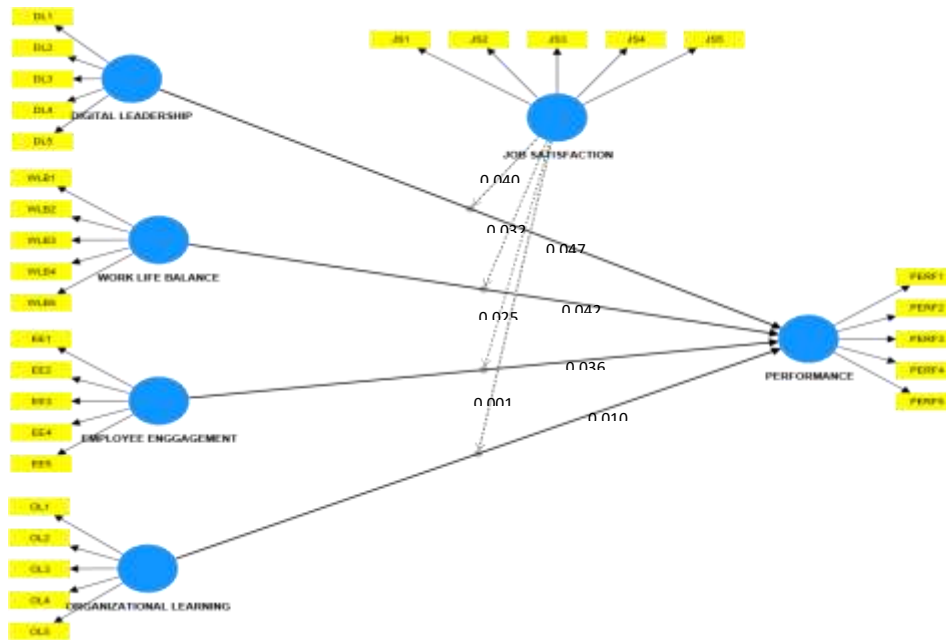 DL1
DL2
DL3
DL4
DL5
DIGITAL LEADERSHIP
JS1
JS2
JS3
JS4
JS5
JOB SATISFACTION
0.040
0.032
0.047
WLB1
WLB2
WLB3
WLB4
WLB5
WORK LIFE BALANCE
0.025
0.042
PERF1
PERF2
PERF3
PERF4
PERF5
PERFORMANCE
EE1
EE2
EE3
EE4
EE5
EMPLOYEE ENGGAGEMENT
0.036
0.001
0.010
OL1
OL2
OL3
OL4
OL5
ORGANIZATIONAL LEARNING